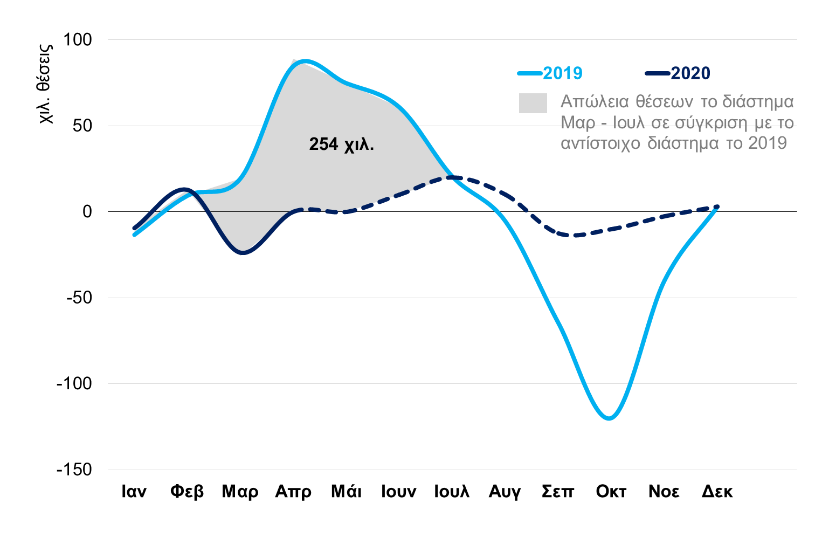 χιλ. θέσεις
100
50
0
-50
-100
-150
2019
2020
Απώλεια θέσεων το διάστημα
Μαρ - Ιουλ σε σύγκριση με το
αντίστοιχο διάστημα το 2019
254 χιλ.
Ιαν Φεβ Μαρ Απρ Μάι Ιουν Ιουλ Αυγ Σεπ Οκτ Νοε Δεκ